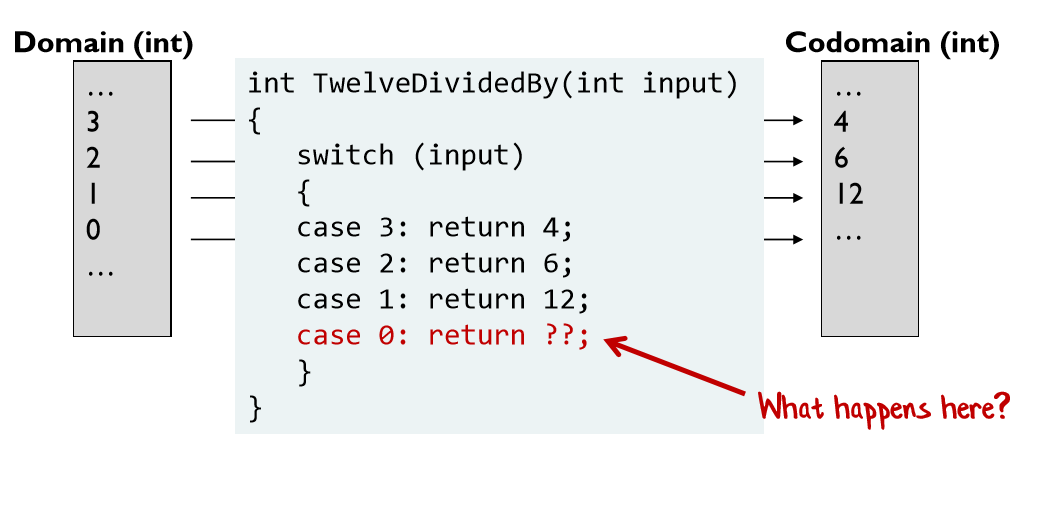 Domain (int)
Codomain (int)
...
3
2
1
0
...
int TwelveDividedBy(int input)
{
switch (input)
{
case 3: return 4;
case 2: return 6;
case 1: return 12;
case 0: return ??;
}
}
...
4
6
12
...
What happens here?